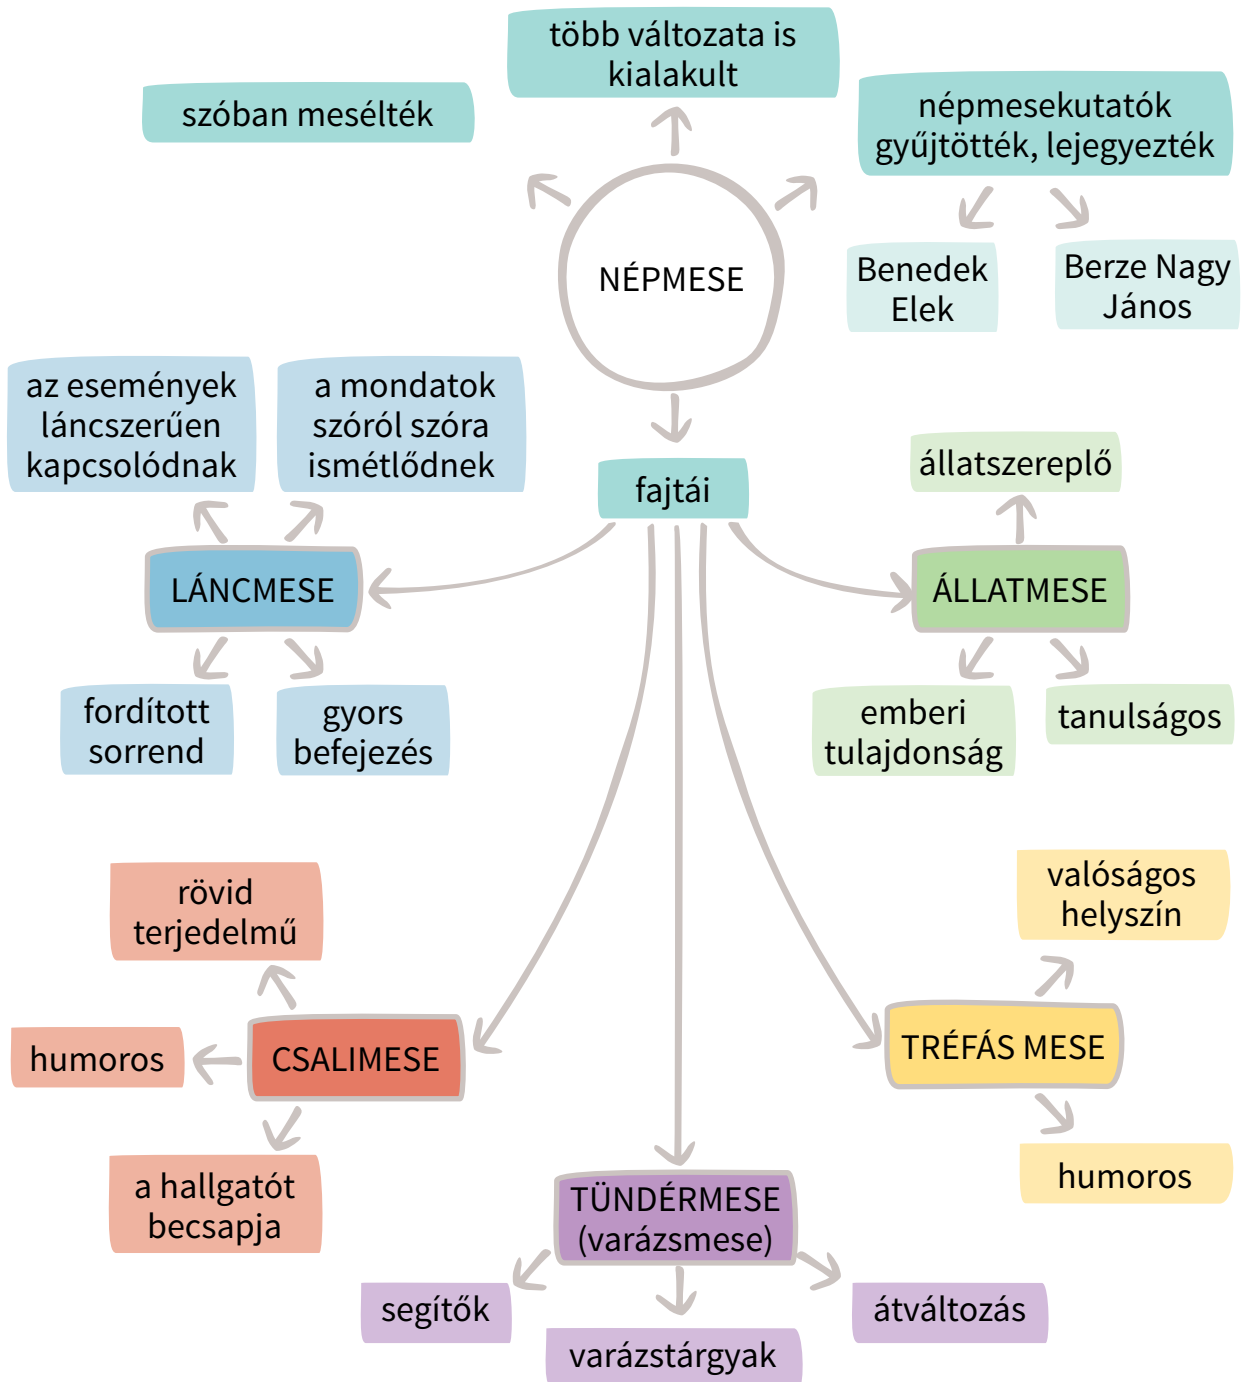 több változata is
kialakult
szóban mesélték
népmesekutatók
gyűjtötték, lejegyezték
NÉPMESE
Benedek
Elek
Berze Nagy
János
az események
láncszerűen
kapcsolódnak
a mondatok
szóról szóra
ismétlődnek
fajtái
állatszereplő
LÁNCMESE
ÁLLATMESE
fordított
sorrend
gyors
befejezés
emberi
tulajdonság
tanulságos
rövid
terjedelmű
valóságos
helyszín
humoros
CSALIMESE
TRÉFÁS MESE
a hallgatót
becsapja
humoros
TÜNDÉRMESE
(varázsmese)
segítők
varázstárgyak
átváltozás